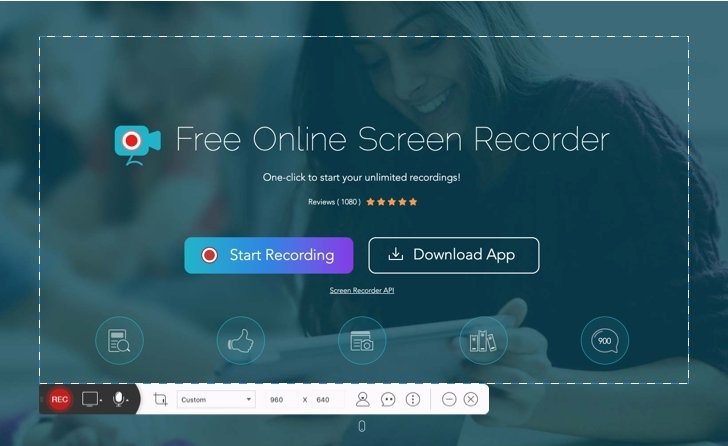 Free Online Screen Recorder
One-click to start your unlimited recordings!
Reviews ( 1080 )
Start Recording
Download App
Screen Recorder API
900
REC
Custom
960
X
640